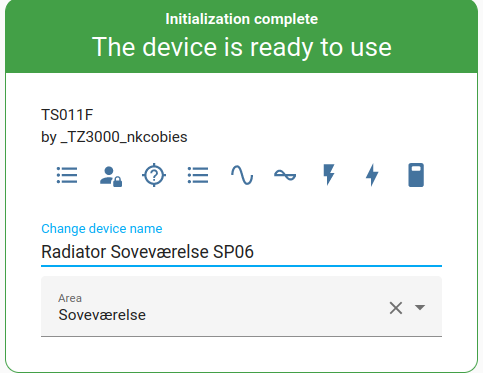 Initialization complete
The device is ready to use
TS011F
by _TZ3000_nkcobies
Change device name
Radiator Soveværelse SP06
Area
Soveværelse